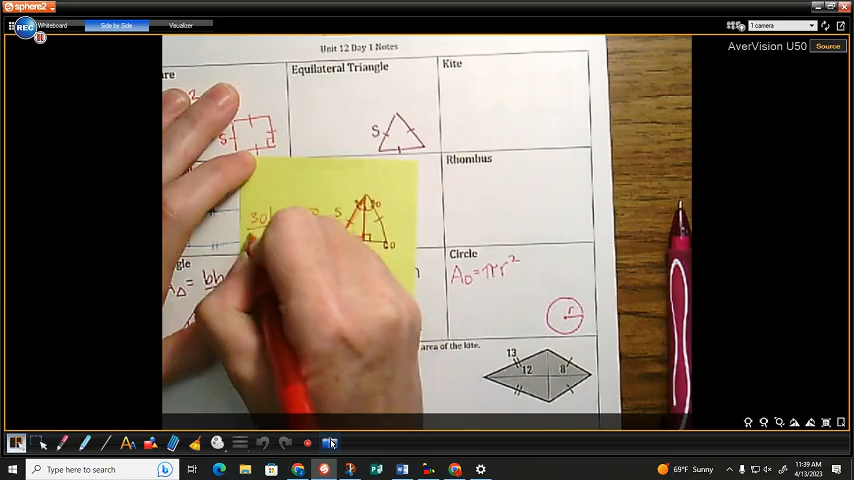 sphere2
REC
Whiteboard
Side by Side
Visualizer
1 camera
AverVision U50
Source
Unit 12 Day 1 Notes
Equilateral Triangle
Kite
S
S
Rhombus
30
S
Circle
A○ = πr²
r
A△ = bh
area of the kite.
13
12
8
Type here to search
69°F Sunny
11:39 AM
4/13/2023